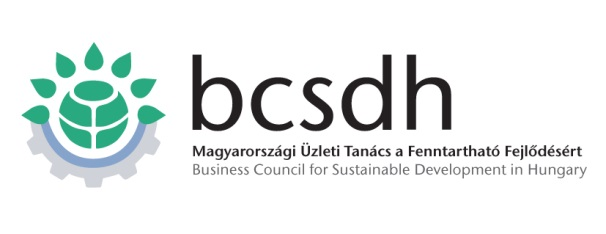 bcsdh
Magyarországi Üzleti Tanács a Fenntartható Fejlődésért
Business Council for Sustainable Development in Hungary